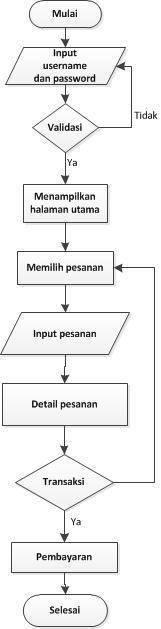 Mulai
Input
username
dan password
Validasi
Tidak
Ya
Menampilkan
halaman utama
Memilih pesanan
Input pesanan
Detail pesanan
Transaksi
Ya
Pembayaran
Selesai